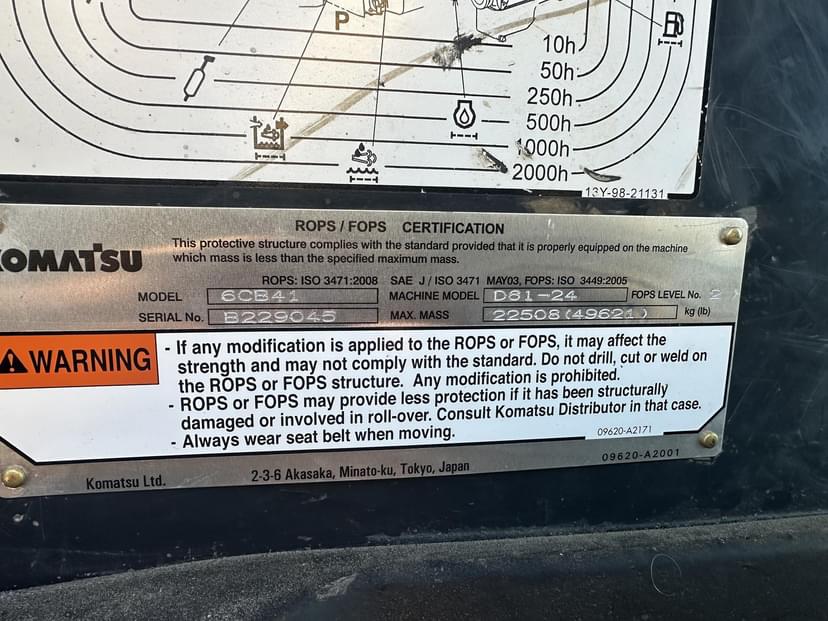 P
10h
50h
250h
500h
1000h
2000h
13Y-98-21131
ROPS / FOPS CERTIFICATION
KOMATSU
This protective structure complies with the standard provided that it is properly equipped on the machine
which mass is less than the specified maximum mass.
ROPS: ISO 3471:2008 SAE J / ISO 3471 MAY03, FOPS: ISO 3449:2005
MODEL 6CB41 MACHINE MODEL D61-24 FOPS LEVEL No. 2
SERIAL No. B229045 MAX. MASS 22508(49621) kg (lb)
WARNING
- If any modification is applied to the ROPS or FOPS, it may affect the
strength and may not comply with the standard. Do not drill, cut or weld on
the ROPS or FOPS structure. Any modification is prohibited.
- ROPS or FOPS may provide less protection if it has been structurally
damaged or involved in roll-over. Consult Komatsu Distributor in that case.
- Always wear seat belt when moving.
09620-A2171
Komatsu Ltd. 2-3-6 Akasaka, Minato-ku, Tokyo, Japan
09620-A2001